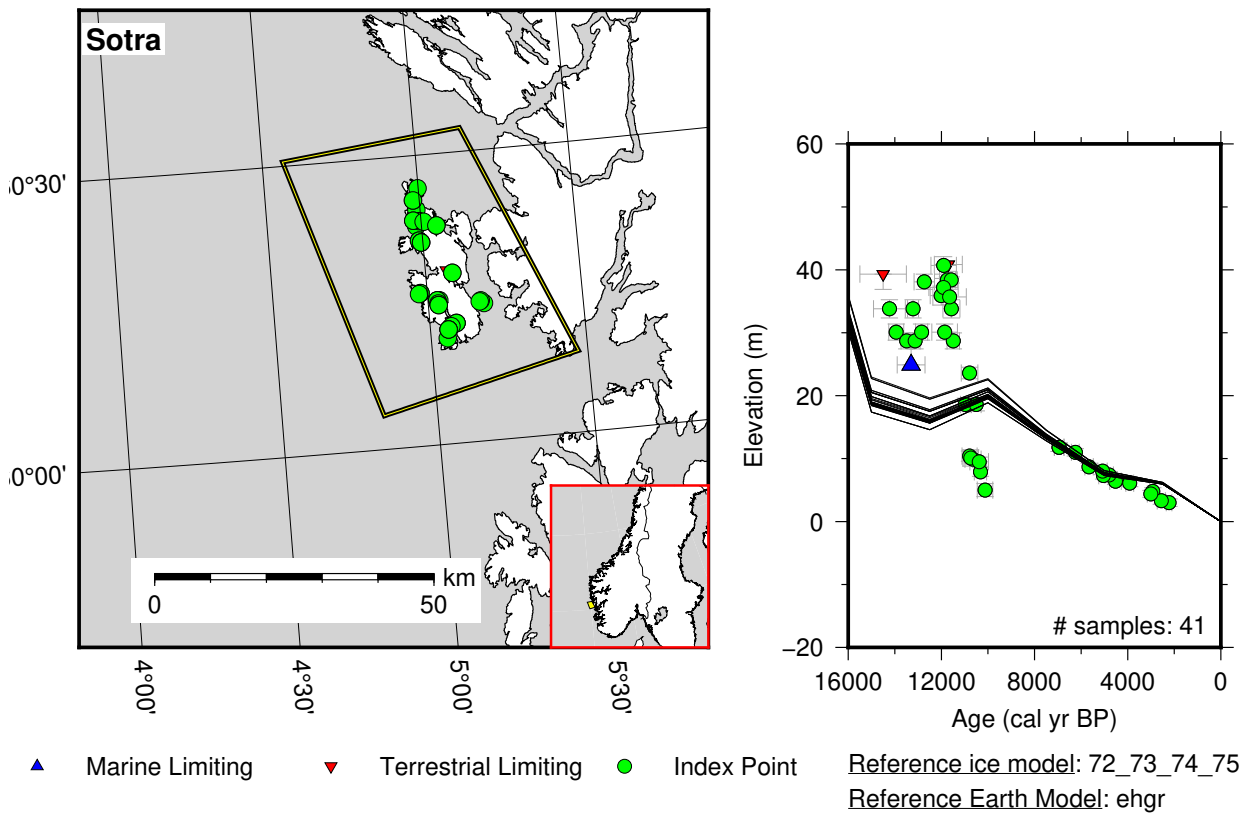 Sotra
0°30'
0°00'
km
0 50
4°00' 4°30' 5°00' 5°30'
60
40
20
0
−20
Elevation (m)
# samples: 41
16000 12000 8000 4000 0
Age (cal yr BP)
Marine Limiting Terrestrial Limiting Index Point
Reference ice model: 72_73_74_75
Reference Earth Model: ehgr